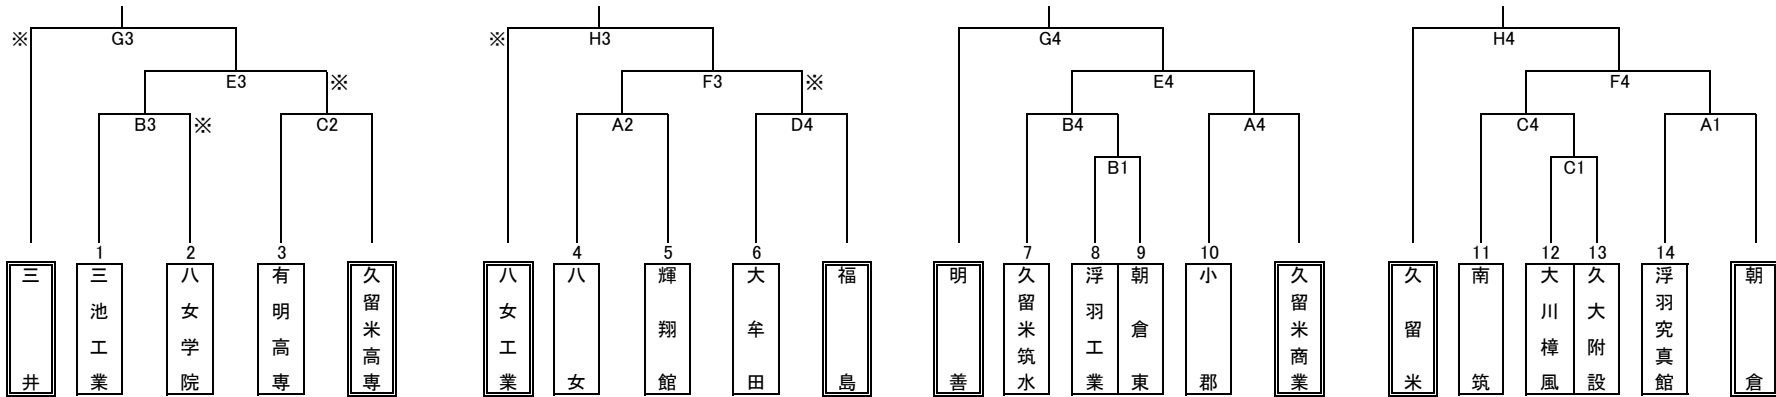 ※ G3 ※ H3 G4 H4
E3 ※ F3 ※ E4 F4
B3 ※ C2 A2 D4 B4 A4 C4 A1
B1 C1
1 2 3 4 5 6 7 8 9 10 11 12 13 14
三井
三池工業
八女学院
有明高専
久留米高専
八女工業
八女
輝翔館
大牟田
福島
明善
久留米筑水
浮羽工業
朝倉東
小郡
久留米商業
久留米
南筑
大川樟風
久大附設
浮羽究真館
朝倉